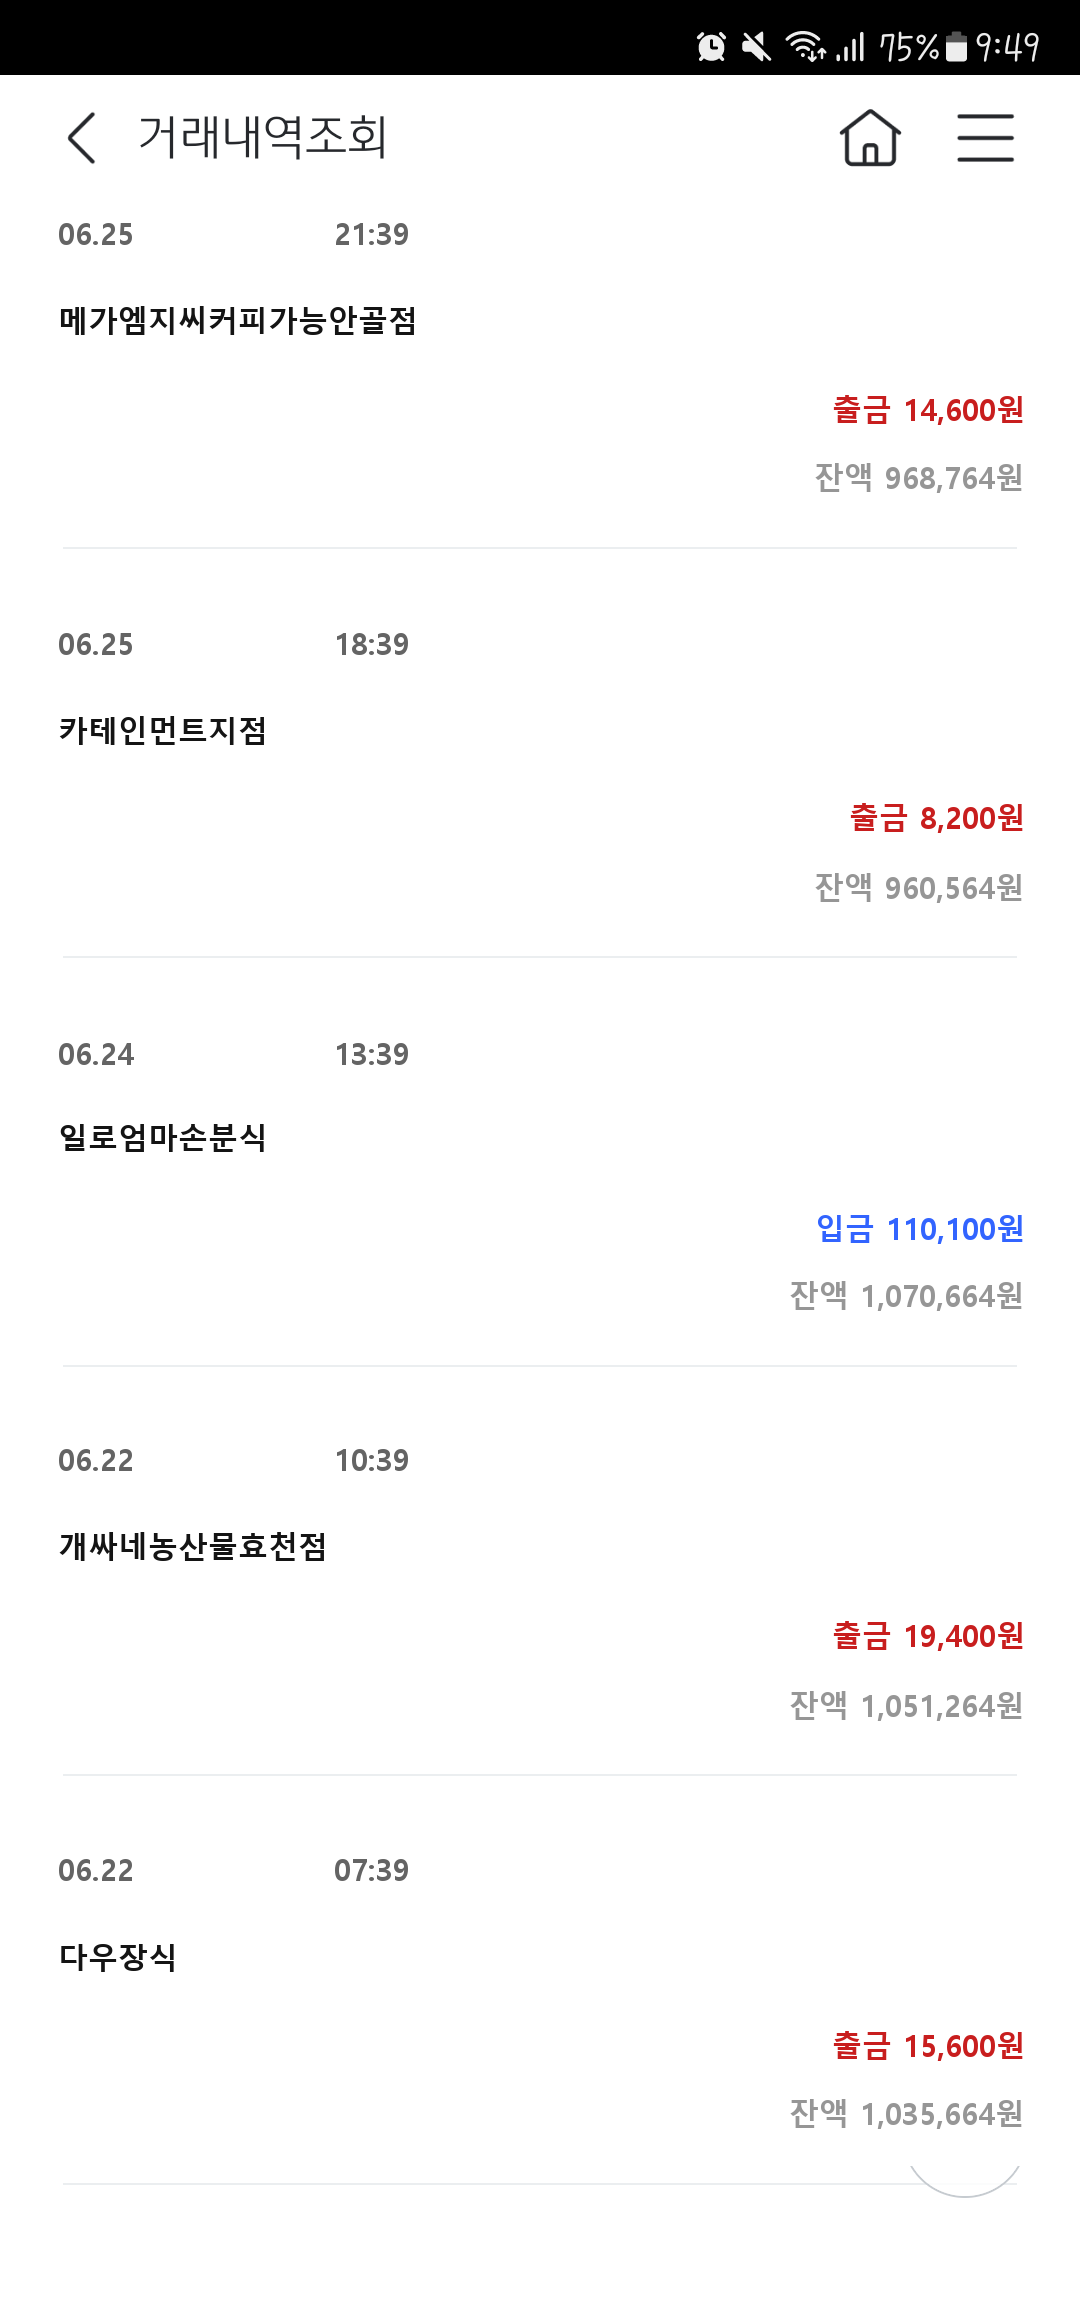 75% 9:49
거래내역조회
06.25 21:39
메가엠지씨커피가능안골점
출금 14,600원
잔액 968,764원
06.25 18:39
카테인먼트지점
출금 8,200원
잔액 960,564원
06.24 13:39
일로엄마손분식
입금 110,100원
잔액 1,070,664원
06.22 10:39
개싸네농산물효천점
출금 19,400원
잔액 1,051,264원
06.22 07:39
다우장식
출금 15,600원
잔액 1,035,664원